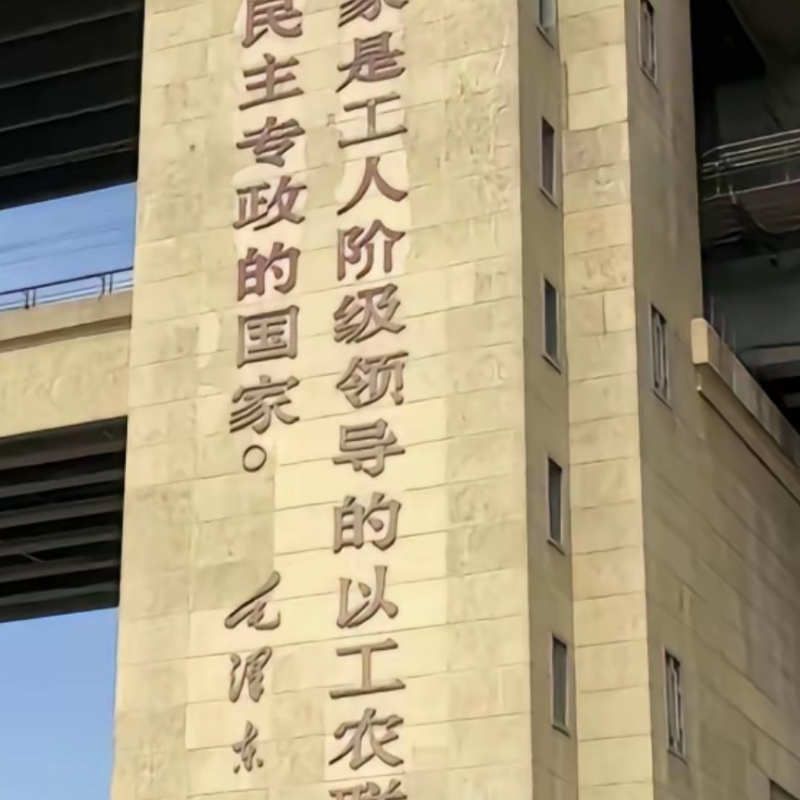 家是工人阶级领导的以工农联
民主专政的国家。
毛泽东